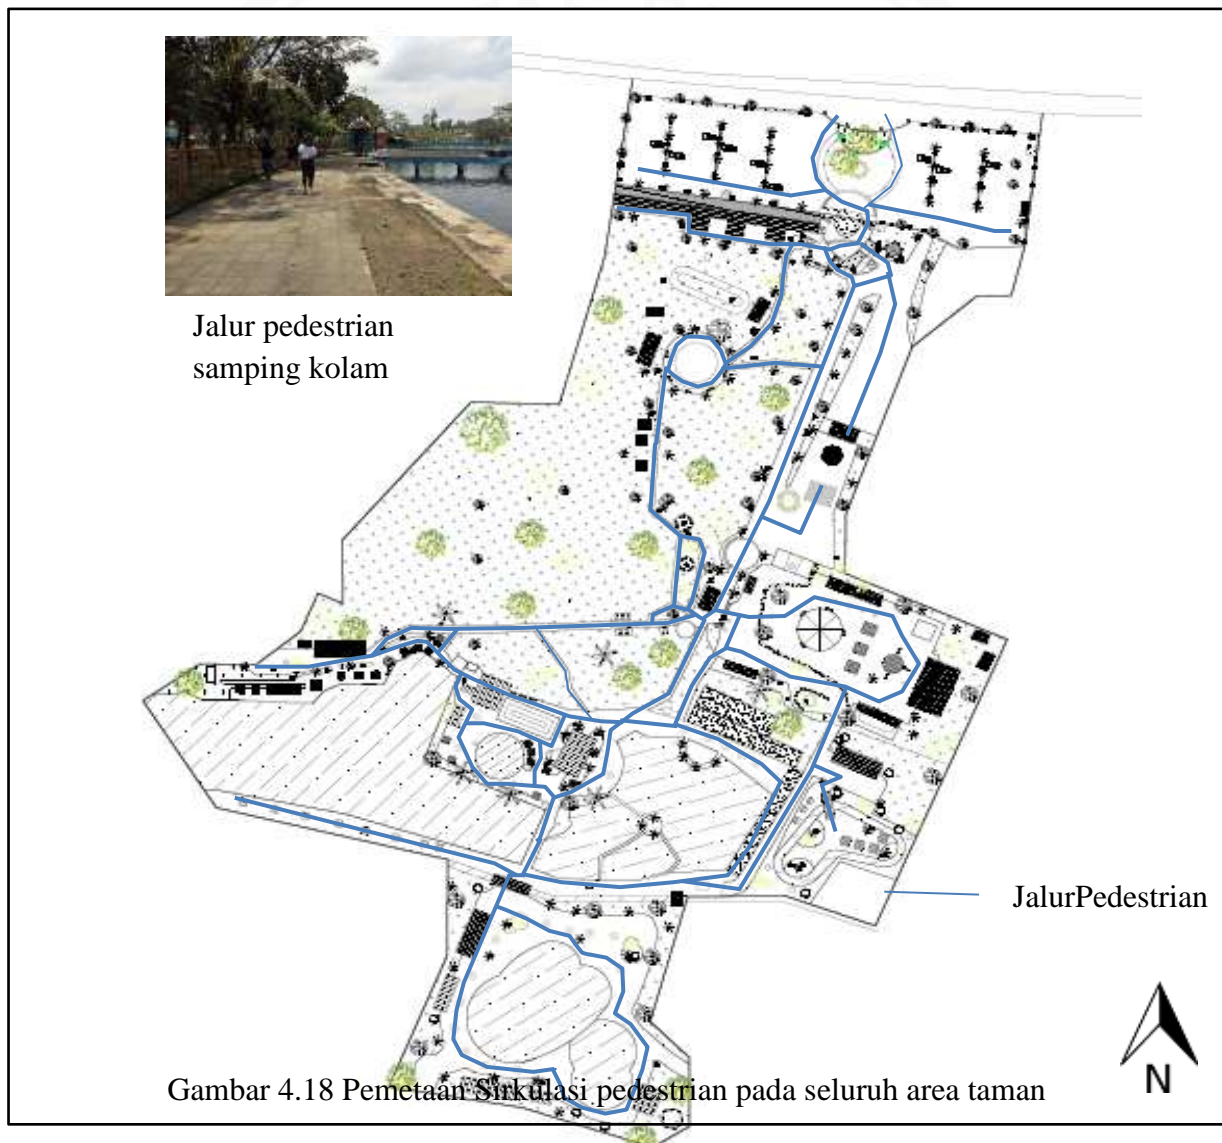 Jalur pedestrian
samping kolam
JalurPedestrian
N
Gambar 4.18 Pemetaan Sirkulasi pedestrian pada seluruh area taman